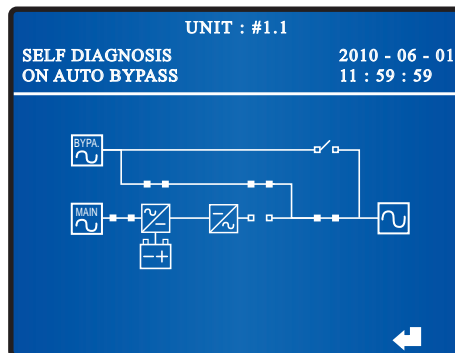 UNIT : #1.1
SELF DIAGNOSIS
2010 - 06 - 01
ON AUTO BYPASS
11 : 59 : 59
BYPA.
MAIN